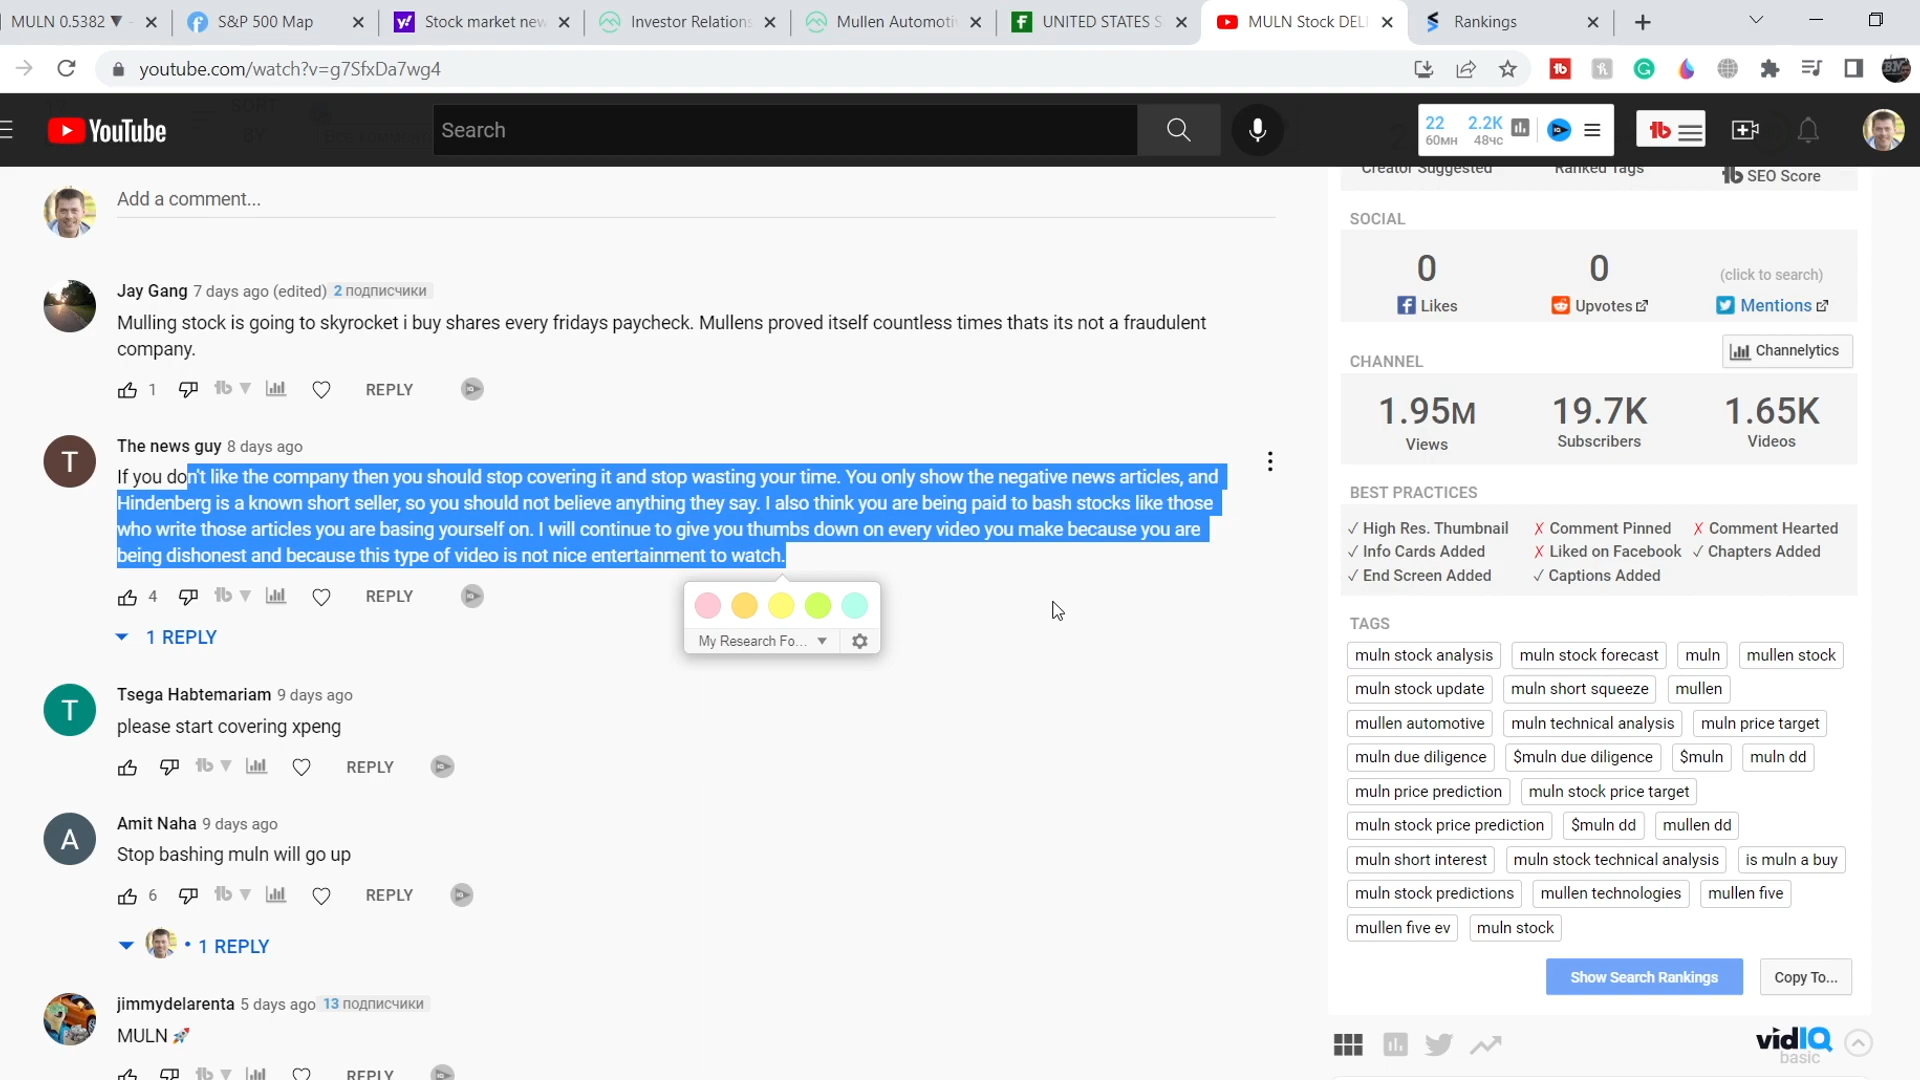 MULN 0.5382 ▼
S&P 500 Map
Stock market new
Investor Relations
Mullen Automoti
UNITED STATES S
MULN Stock DEL
Rankings
youtube.com/watch?v=g7SfxDa7wg4
YouTube
Search
22 2.2K
60мн 48чс
Creator Suggested Ranked Tags SEO Score
Add a comment...
SOCIAL
0 0 (click to search)
Likes Upvotes Mentions
CHANNEL Channelytics
1.95M 19.7K 1.65K
Views Subscribers Videos
BEST PRACTICES
✓ High Res. Thumbnail ✗ Comment Pinned ✗ Comment Hearted
✓ Info Cards Added ✗ Liked on Facebook ✓ Chapters Added
✓ End Screen Added ✓ Captions Added
Jay Gang 7 days ago (edited) 2 подписчики
Mulling stock is going to skyrocket i buy shares every fridays paycheck. Mullens proved itself countless times thats its not a fraudulent
company.
1 REPLY
The news guy 8 days ago
If you don't like the company then you should stop covering it and stop wasting your time. You only show the negative news articles, and
Hindenberg is a known short seller, so you should not believe anything they say. I also think you are being paid to bash stocks like those
who write those articles you are basing yourself on. I will continue to give you thumbs down on every video you make because you are
being dishonest and because this type of video is not nice entertainment to watch.
4 REPLY
My Research Fo...
1 REPLY
Tsega Habtemariam 9 days ago
please start covering xpeng
REPLY
Amit Naha 9 days ago
Stop bashing muln will go up
6 REPLY
• 1 REPLY
jimmydelarenta 5 days ago 13 подписчики
MULN 🚀
REPLY
TAGS
muln stock analysis muln stock forecast muln mullen stock
muln stock update muln short squeeze mullen
mullen automotive muln technical analysis muln price target
muln due diligence $muln due diligence $muln muln dd
muln price prediction muln stock price target
muln stock price prediction $muln dd mullen dd
muln short interest muln stock technical analysis is muln a buy
muln stock predictions mullen technologies mullen five
mullen five ev muln stock
Show Search Rankings Copy To...
vidIQ
basic